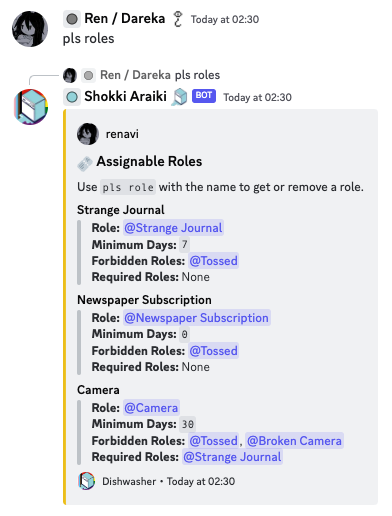 Ren / Dareka Today at 02:30
pls roles
Ren / Dareka pls roles
Shokki Araiki BOT Today at 02:30
renavi
Assignable Roles
Use pls role with the name to get or remove a role.
Strange Journal
Role: @Strange Journal
Minimum Days: 7
Forbidden Roles: @Tossed
Required Roles: None
Newspaper Subscription
Role: @Newspaper Subscription
Minimum Days: 0
Forbidden Roles: @Tossed
Required Roles: None
Camera
Role: @Camera
Minimum Days: 30
Forbidden Roles: @Tossed, @Broken Camera
Required Roles: @Strange Journal
Dishwasher • Today at 02:30